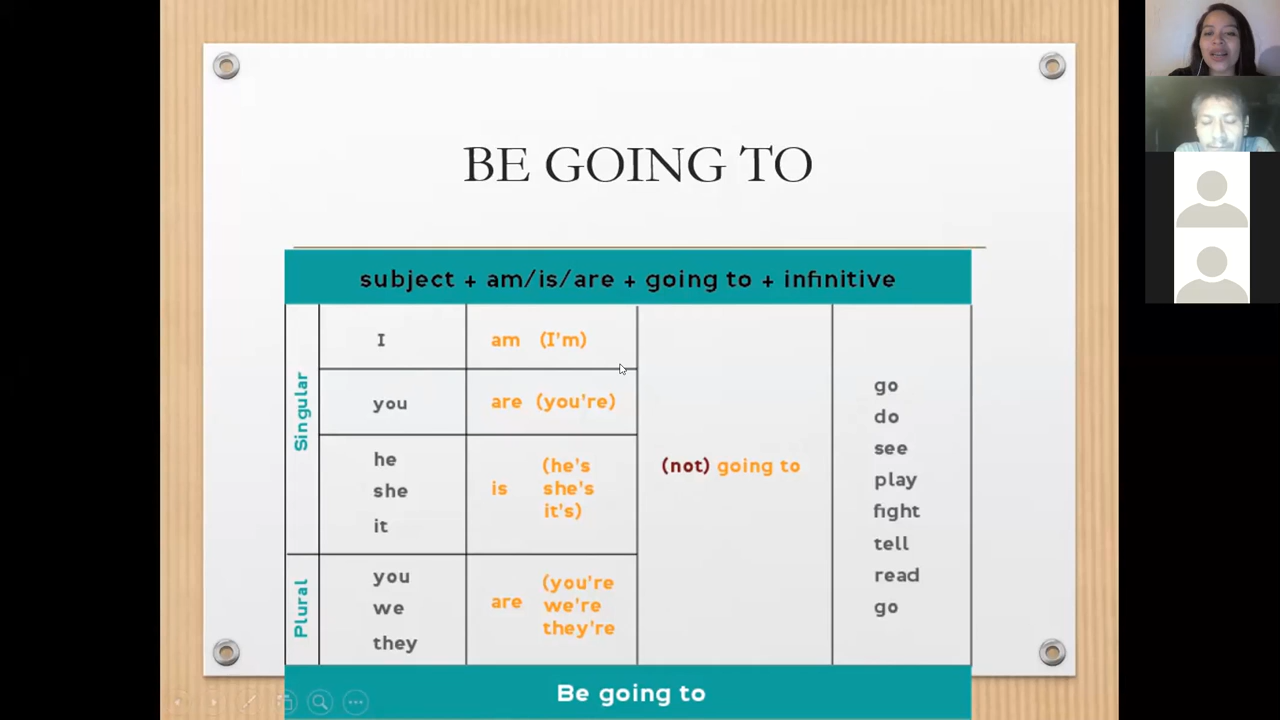 BE GOING TO
subject + am/is/are + going to + infinitive
Singular
I
am (I'm)
you
are (you're)
he
she
it
is
(he's
she's
it's)
Plural
you
we
they
are
(you're
we're
they're
(not) going to
go
do
see
play
fight
tell
read
go
Be going to